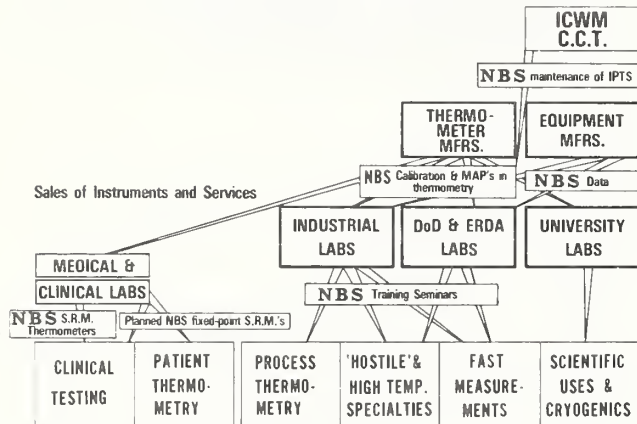 ICWM
C.C.T.
NBS maintenance of IPTS
THERMO-
METER
MFRS.
EQUIPMENT
MFRS.
NBS Calibration & MAP's in
thermometry
NBS Data
Sales of Instruments and Services
INDUSTRIAL
LABS
DoD & ERDA
LABS
UNIVERSITY
LABS
MEDICAL &
CLINICAL LABS
NBS Training Seminars
NBS S.R.M.
Thermometers
Planned NBS fixed-point S.R.M.'s
CLINICAL
TESTING
PATIENT
THERMO-
METRY
PROCESS
THERMO-
METRY
'HOSTILE' &
HIGH TEMP.
SPECIALTIES
FAST
MEASURE-
MENTS
SCIENTIFIC
USES &
CRYOGENICS